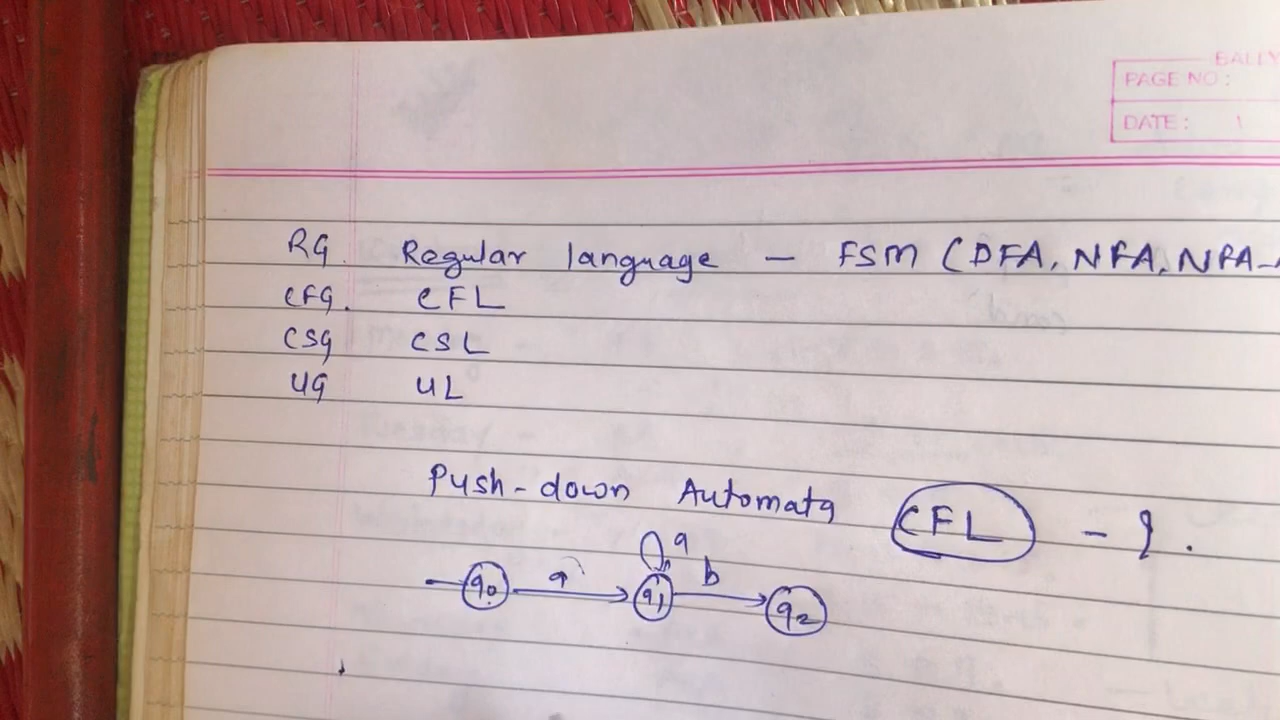 BALLY
PAGE NO:
DATE:
RG. Regular language - FSM (DFA, NFA, NFA-
CFG. CFL
CSG CSL
UG UL
Push-down Automata CFL -
a
q0 a q1 b q2